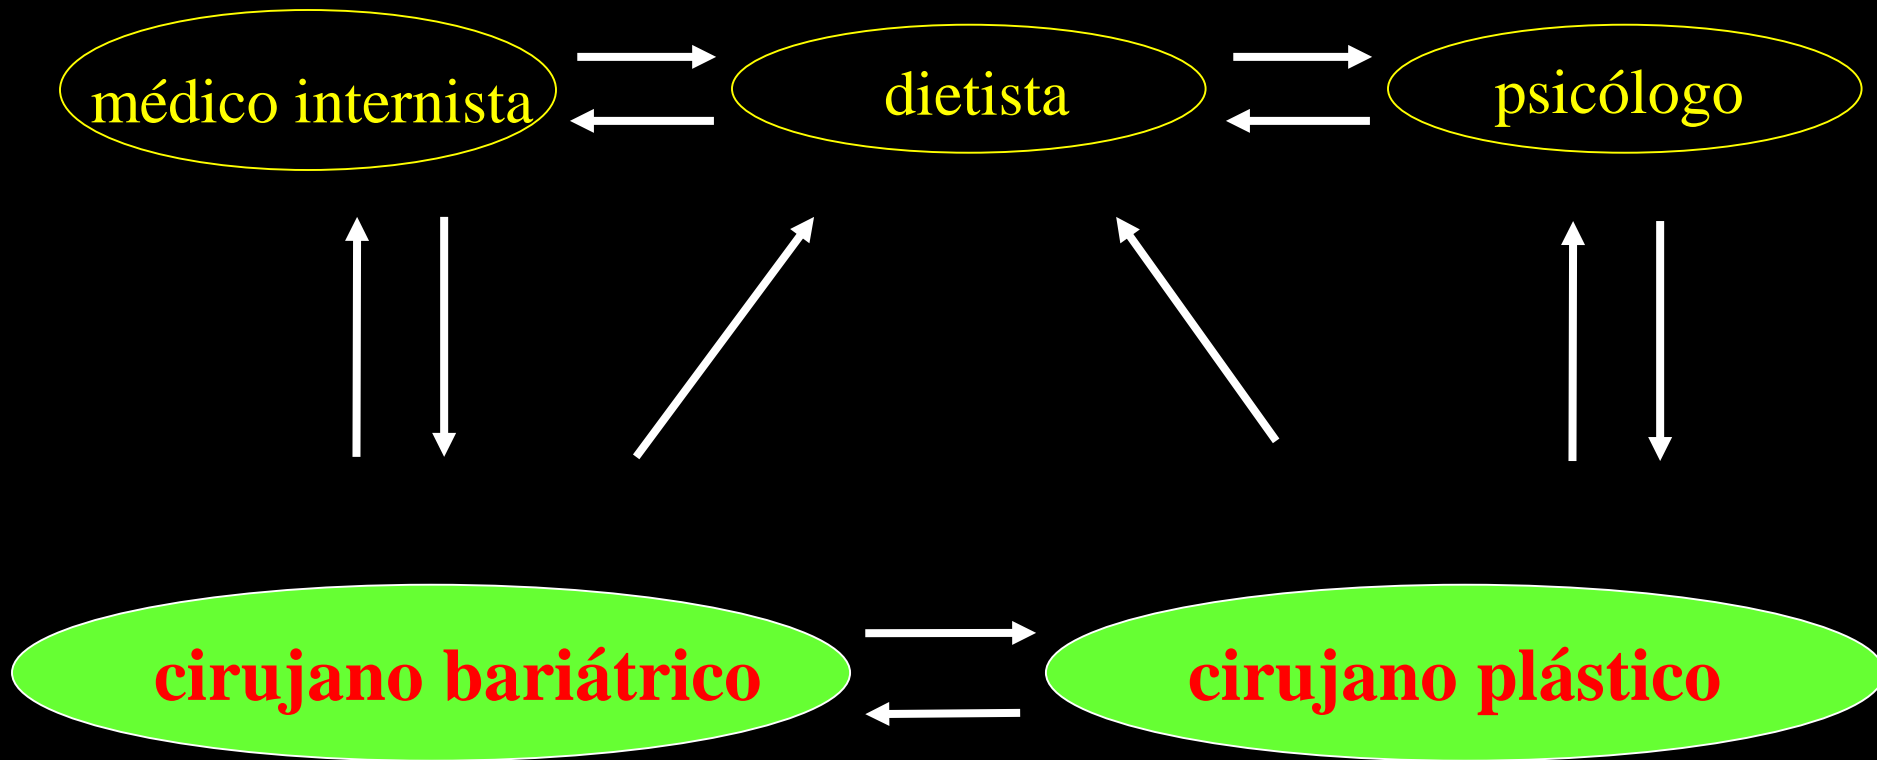 médico internista
dietista
psicólogo
cirujano bariátrico
cirujano plástico